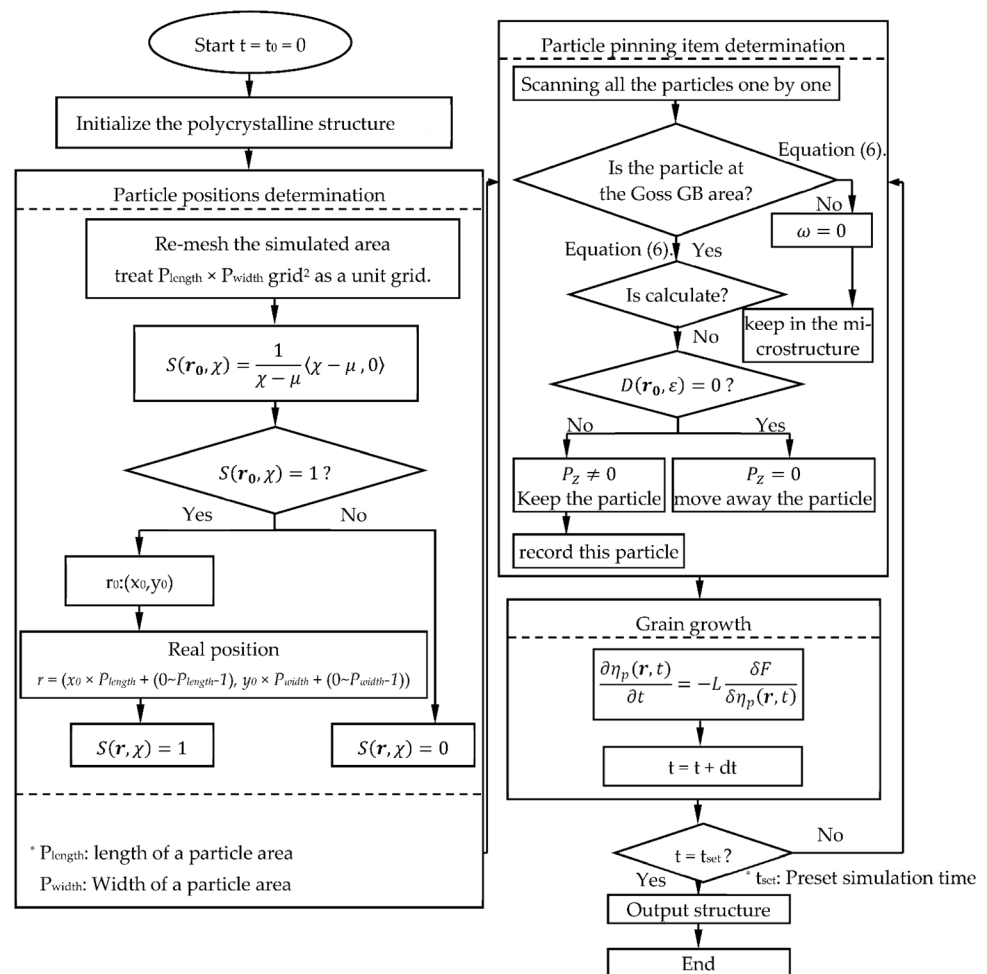 Start t = t₀ = 0
Initialize the polycrystalline structure
Particle positions determination
Re-mesh the simulated area
treat Plength × Pwidth grid² as a unit grid.
S(r₀, χ) = 1/(χ − μ) ⟨χ − μ , 0⟩
S(r₀, χ) = 1 ?
Yes
No
r₀:(x₀,y₀)
Real position
r = (x₀ × Plength + (0~Plength-1), y₀ × Pwidth + (0~Pwidth-1))
S(r, χ) = 1
S(r, χ) = 0
* Plength: length of a particle area
Pwidth: Width of a particle area
Particle pinning item determination
Scanning all the particles one by one
Equation (6).
Is the particle at
the Goss GB area?
No
ω = 0
keep in the mi-
crostructure
Equation (6).
Yes
Is calculate?
No
D(r₀, ε) = 0 ?
No
Yes
P_Z ≠ 0
Keep the particle
P_Z = 0
move away the particle
record this particle
Grain growth
∂ηₚ(r, t)/∂t = −L δF/δηₚ(r, t)
t = t + dt
t = tset ?
No
Yes
* tset: Preset simulation time
Output structure
End